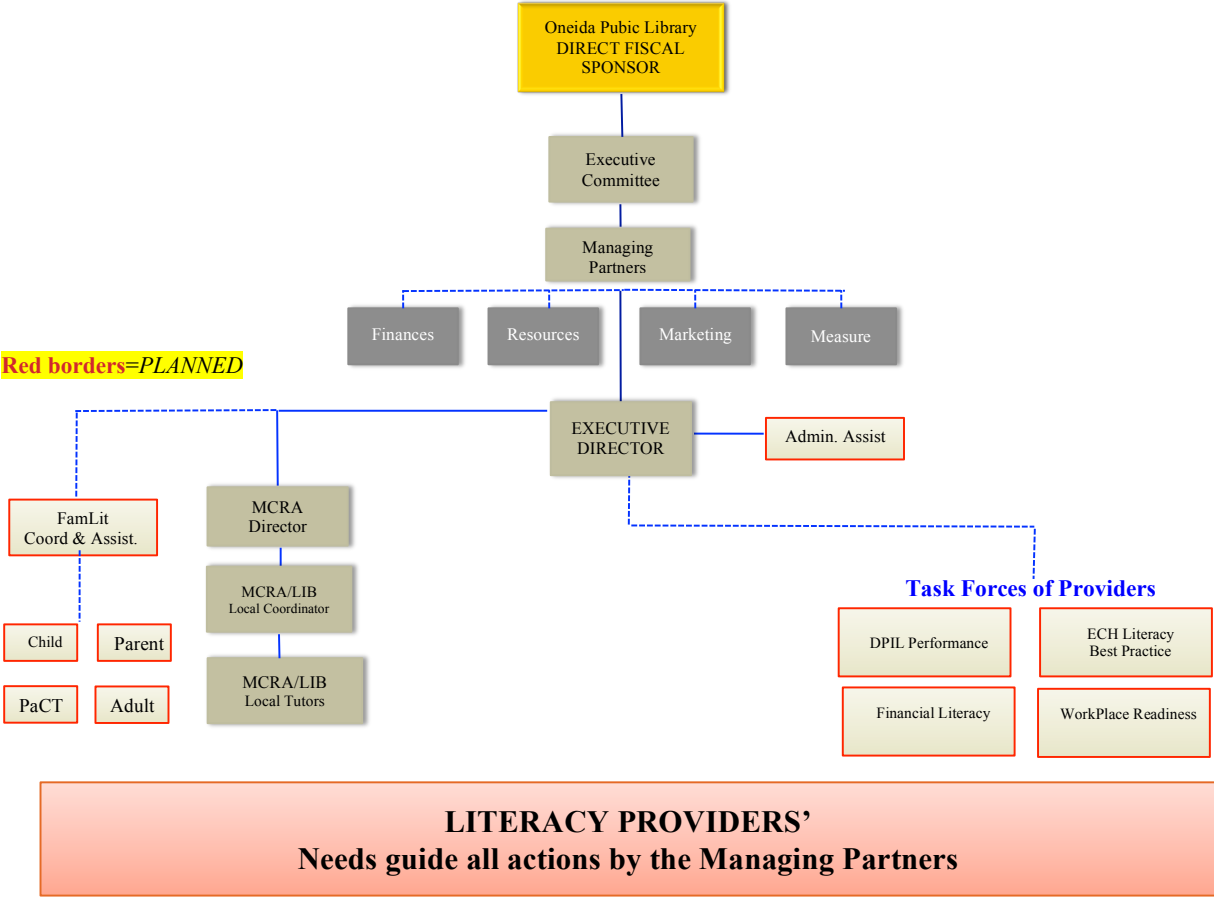 Oneida Pubic Library
DIRECT FISCAL
SPONSOR
Executive
Committee
Managing
Partners
Finances
Resources
Marketing
Measure
Red borders=PLANNED
EXECUTIVE
DIRECTOR
Admin. Assist
FamLit
Coord & Assist.
MCRA
Director
MCRA/LIB
Local Coordinator
MCRA/LIB
Local Tutors
Child
Parent
PaCT
Adult
Task Forces of Providers
DPIL Performance
ECH Literacy
Best Practice
Financial Literacy
WorkPlace Readiness
LITERACY PROVIDERS’
Needs guide all actions by the Managing Partners